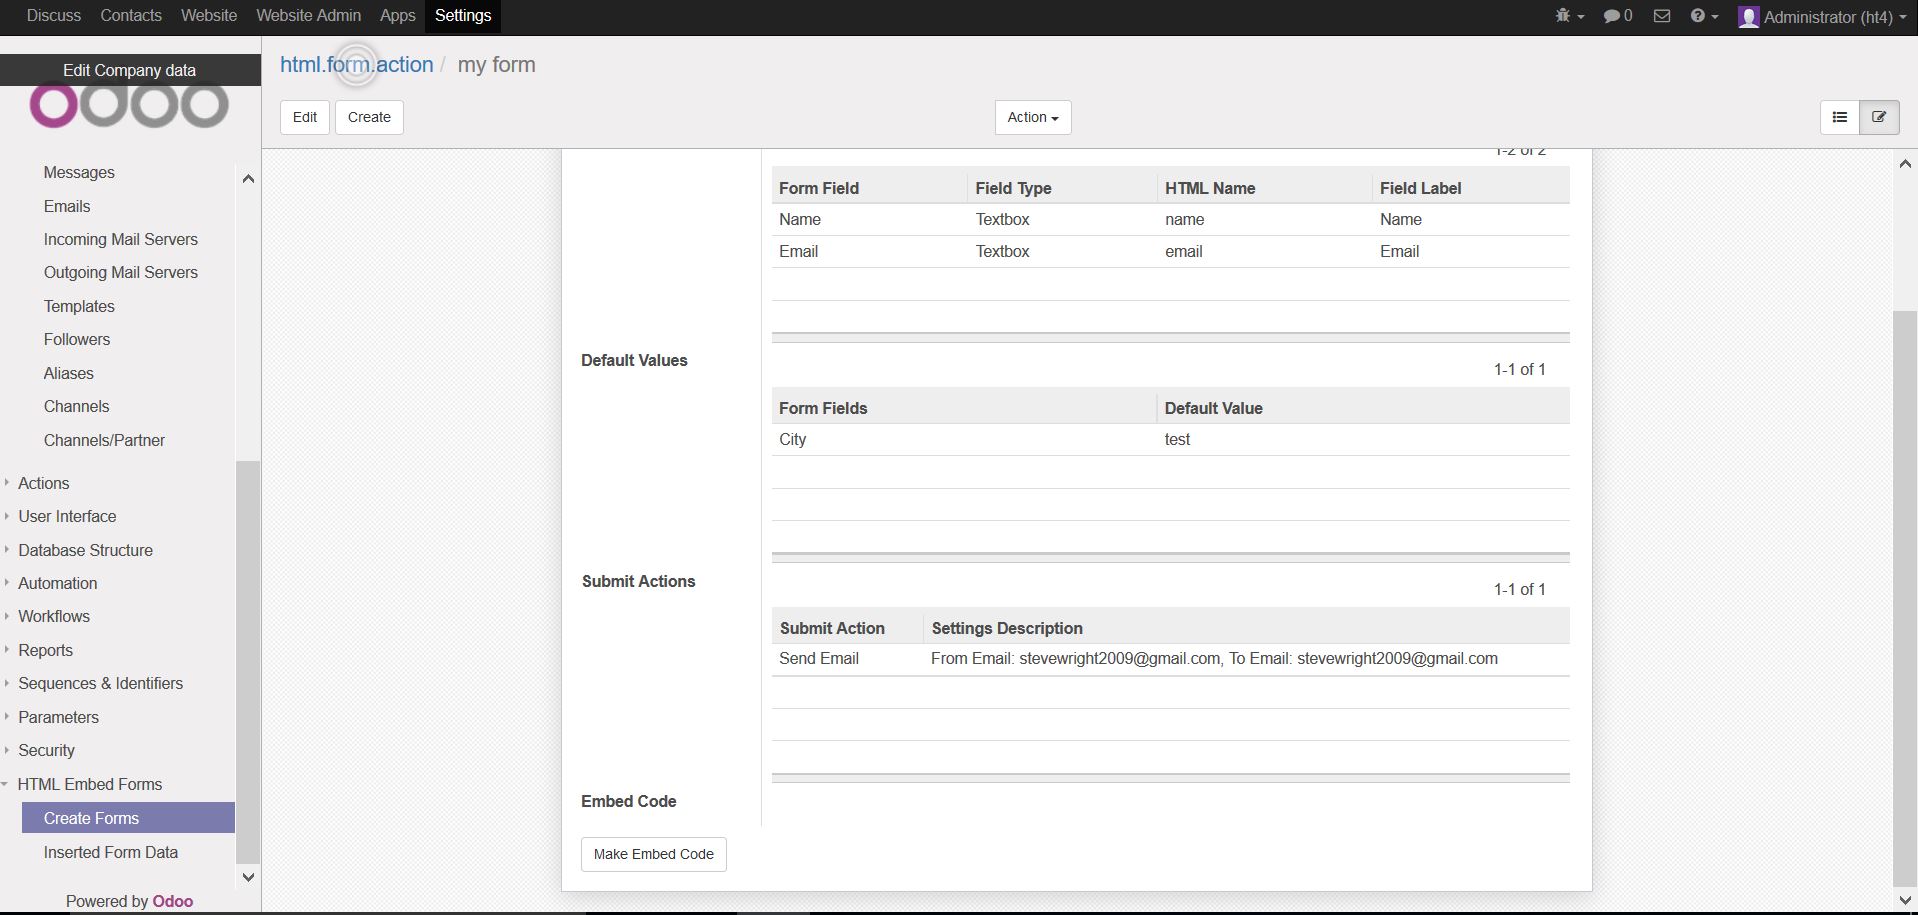 Discuss Contacts Website Website Admin Apps Settings 0 Administrator (ht4)
Edit Company data
odoo
html.form.action / my form
Edit Create Action
Messages
Emails
Incoming Mail Servers
Outgoing Mail Servers
Templates
Followers
Aliases
Channels
Channels/Partner
Actions
User Interface
Database Structure
Automation
Workflows
Reports
Sequences & Identifiers
Parameters
Security
HTML Embed Forms
Create Forms
Inserted Form Data
Powered by Odoo
1-2 of 2
Form Field Field Type HTML Name Field Label
Name Textbox name Name
Email Textbox email Email
Default Values
1-1 of 1
Form Fields Default Value
City test
Submit Actions
1-1 of 1
Submit Action Settings Description
Send Email From Email: stevewright2009@gmail.com, To Email: stevewright2009@gmail.com
Embed Code
Make Embed Code